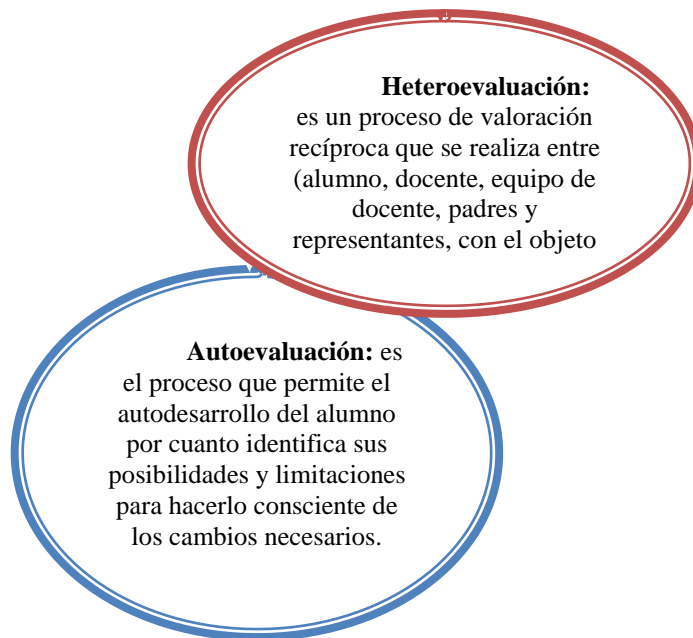 Heteroevaluación:
es un proceso de valoración
recíproca que se realiza entre
(alumno, docente, equipo de
docente, padres y
representantes, con el objeto
Autoevaluación: es
el proceso que permite el
autodesarrollo del alumno
por cuanto identifica sus
posibilidades y limitaciones
para hacerlo consciente de
los cambios necesarios.